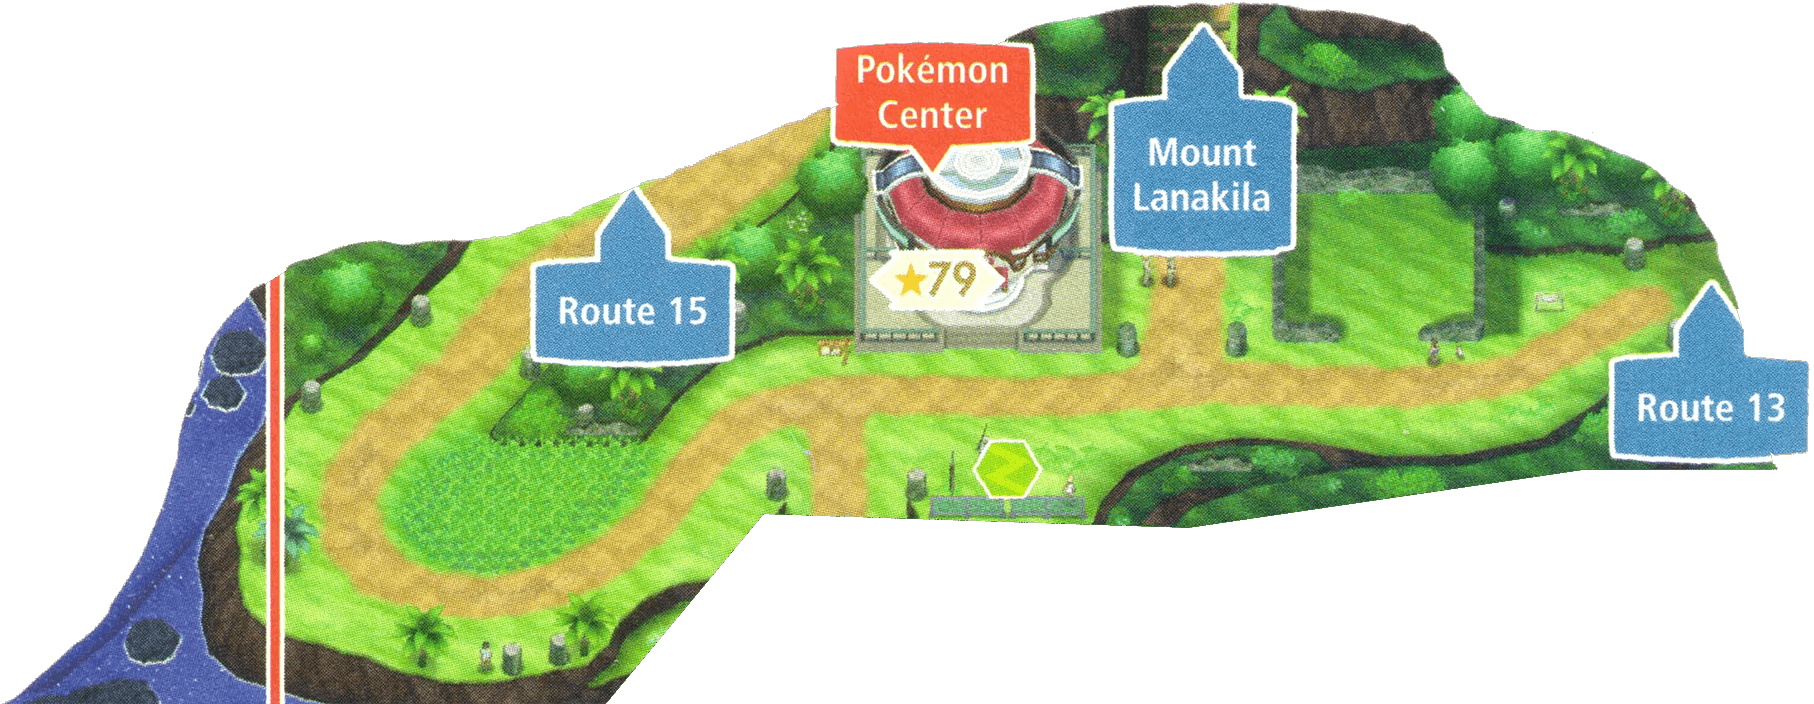 Pokémon
Center
Mount
Lanakila
★79
Route 15
Route 13